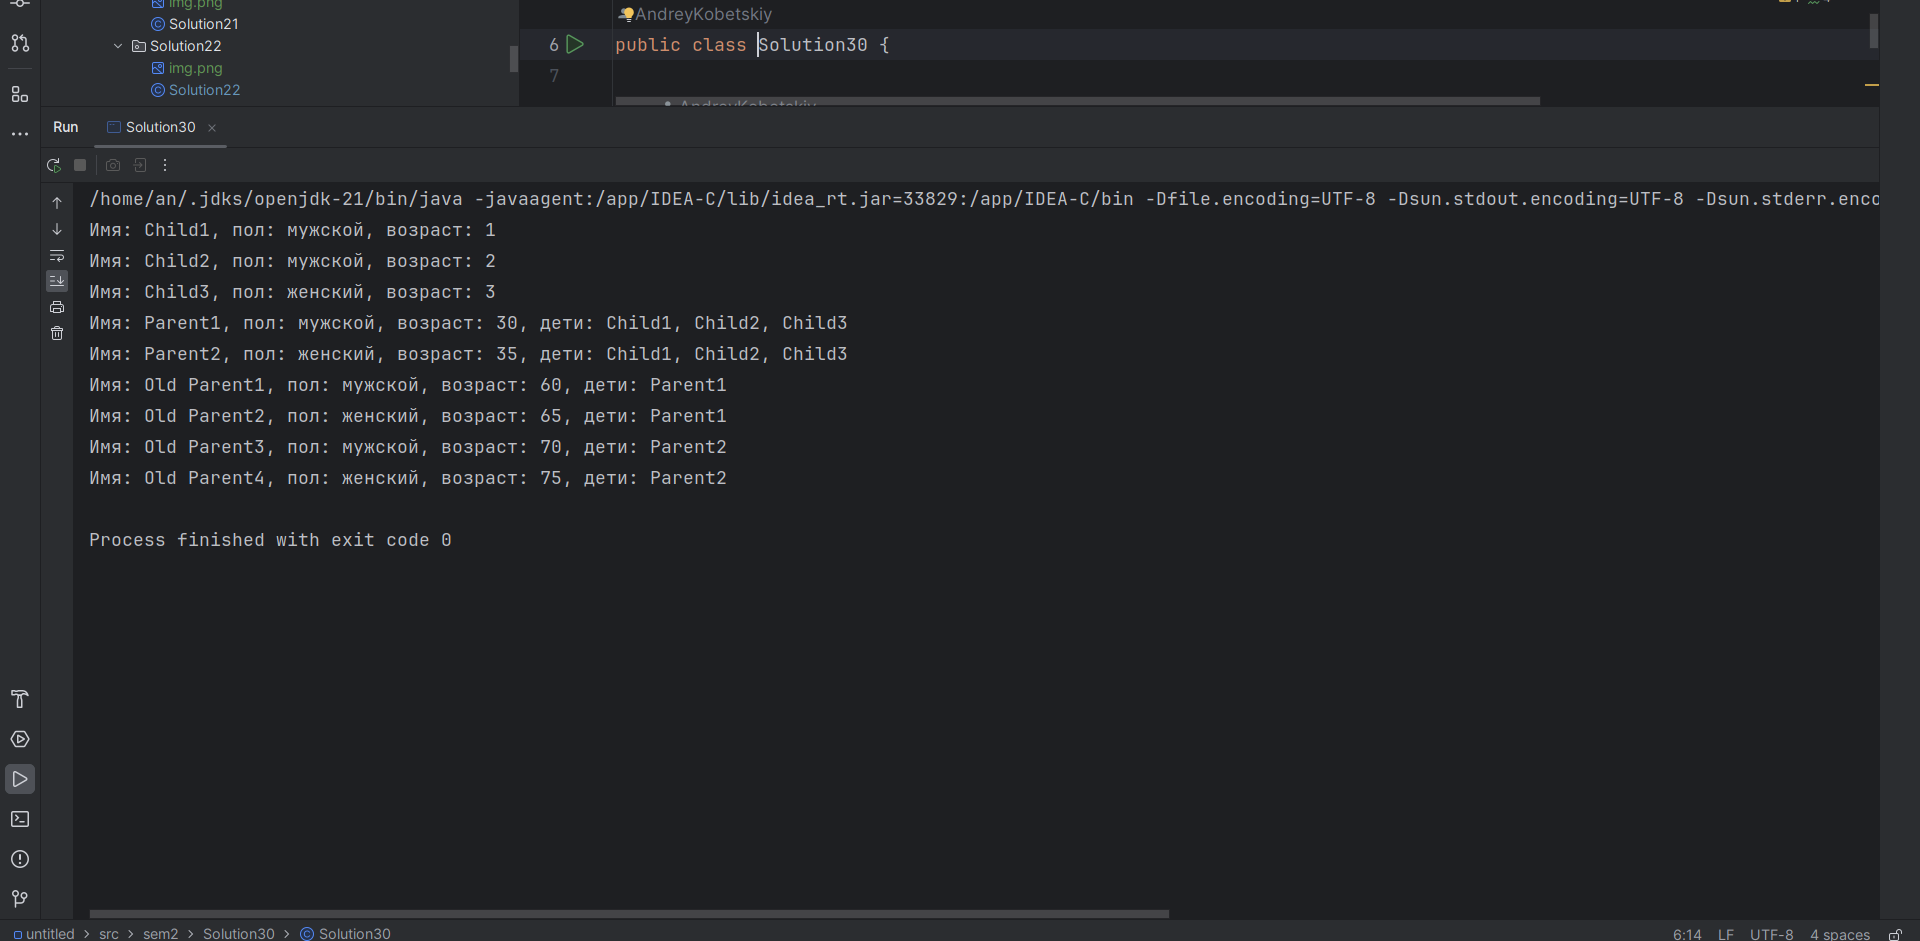 img.png
Solution21
Solution22
img.png
Solution22
AndreyKobetskiy
6 public class Solution30 {
7
AndreyKobetskiy
Run Solution30
/home/an/.jdks/openjdk-21/bin/java -javaagent:/app/IDEA-C/lib/idea_rt.jar=33829:/app/IDEA-C/bin -Dfile.encoding=UTF-8 -Dsun.stdout.encoding=UTF-8 -Dsun.stderr.enco
Имя: Child1, пол: мужской, возраст: 1
Имя: Child2, пол: мужской, возраст: 2
Имя: Child3, пол: женский, возраст: 3
Имя: Parent1, пол: мужской, возраст: 30, дети: Child1, Child2, Child3
Имя: Parent2, пол: женский, возраст: 35, дети: Child1, Child2, Child3
Имя: Old Parent1, пол: мужской, возраст: 60, дети: Parent1
Имя: Old Parent2, пол: женский, возраст: 65, дети: Parent1
Имя: Old Parent3, пол: мужской, возраст: 70, дети: Parent2
Имя: Old Parent4, пол: женский, возраст: 75, дети: Parent2
Process finished with exit code 0
untitled > src > sem2 > Solution30 > Solution30
6:14 LF UTF-8 4 spaces